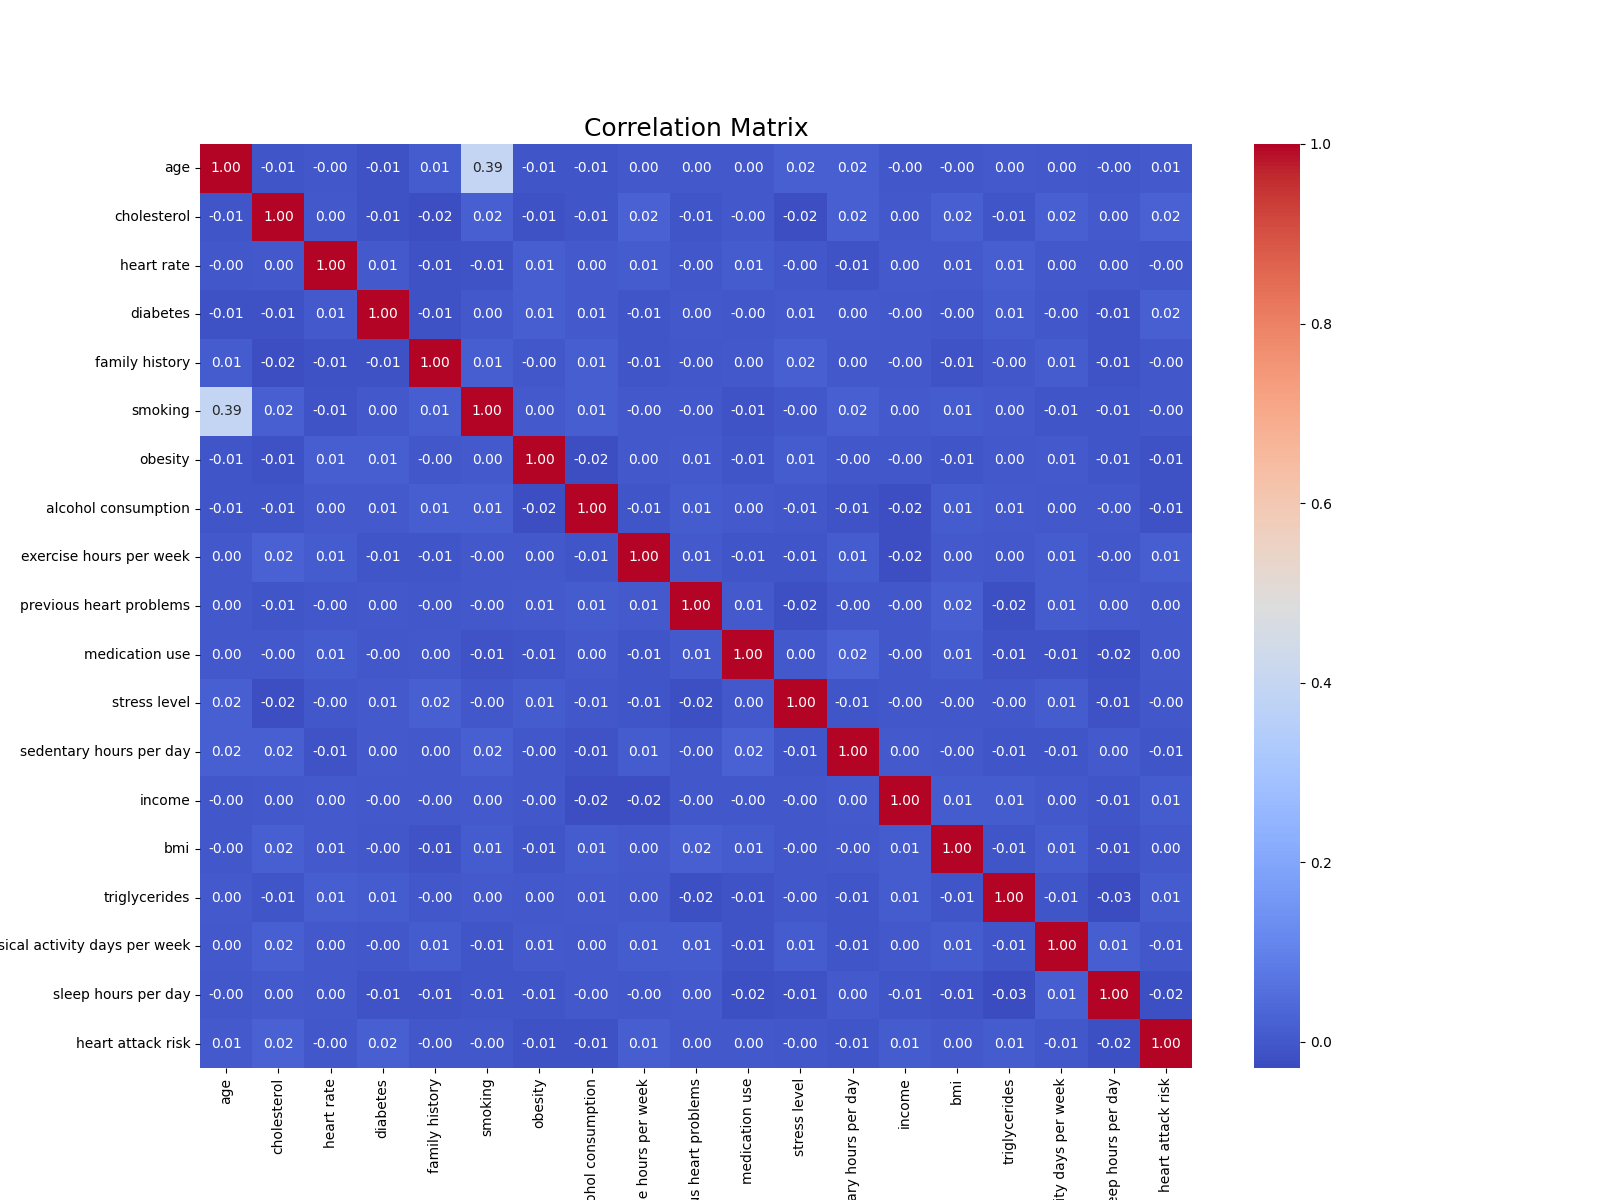 Correlation Matrix
age 1.00 -0.01 -0.00 -0.01 0.01 0.39 -0.01 -0.01 0.00 0.00 0.00 0.02 0.02 -0.00 -0.00 0.00 0.00 -0.00 0.01
cholesterol -0.01 1.00 0.00 -0.01 -0.02 0.02 -0.01 -0.01 0.02 -0.01 -0.00 -0.02 0.02 0.00 0.02 -0.01 0.02 0.00 0.02
heart rate -0.00 0.00 1.00 0.01 -0.01 -0.01 0.01 0.00 0.01 -0.00 0.01 -0.00 -0.01 0.00 0.01 0.01 0.00 0.00 -0.00
diabetes -0.01 -0.01 0.01 1.00 -0.01 0.00 0.01 0.01 -0.01 0.00 -0.00 0.01 0.00 -0.00 -0.00 0.01 -0.00 -0.01 0.02
family history 0.01 -0.02 -0.01 -0.01 1.00 0.01 -0.00 0.01 -0.01 -0.00 0.00 0.02 0.00 -0.00 -0.01 -0.00 0.01 -0.01 -0.00
smoking 0.39 0.02 -0.01 0.00 0.01 1.00 0.00 0.01 -0.00 -0.00 -0.01 -0.00 0.02 0.00 0.01 0.00 -0.01 -0.01 -0.00
obesity -0.01 -0.01 0.01 0.01 -0.00 0.00 1.00 -0.02 0.00 0.01 -0.01 0.01 -0.00 -0.00 -0.01 0.00 0.01 -0.01 -0.01
alcohol consumption -0.01 -0.01 0.00 0.01 0.01 0.01 -0.02 1.00 -0.01 0.01 0.00 -0.01 -0.01 -0.02 0.01 0.01 0.00 -0.00 -0.01
exercise hours per week 0.00 0.02 0.01 -0.01 -0.01 -0.00 0.00 -0.01 1.00 0.01 -0.01 -0.01 0.01 -0.02 0.00 0.00 0.01 -0.00 0.01
previous heart problems 0.00 -0.01 -0.00 0.00 -0.00 -0.00 0.01 0.01 0.01 1.00 0.01 -0.02 -0.00 -0.00 0.02 -0.02 0.01 0.00 0.00
medication use 0.00 -0.00 0.01 -0.00 0.00 -0.01 -0.01 0.00 -0.01 0.01 1.00 0.00 0.02 -0.00 0.01 -0.01 -0.01 -0.02 0.00
stress level 0.02 -0.02 -0.00 0.01 0.02 -0.00 0.01 -0.01 -0.01 -0.02 0.00 1.00 -0.01 -0.00 -0.00 -0.00 0.01 -0.01 -0.00
sedentary hours per day 0.02 0.02 -0.01 0.00 0.00 0.02 -0.00 -0.01 0.01 -0.00 0.02 -0.01 1.00 0.00 -0.00 -0.01 -0.01 0.00 -0.01
income -0.00 0.00 0.00 -0.00 -0.00 0.00 -0.00 -0.02 -0.02 -0.00 -0.00 -0.00 0.00 1.00 0.01 0.01 0.00 -0.01 0.01
bmi -0.00 0.02 0.01 -0.00 -0.01 0.01 -0.01 0.01 0.00 0.02 0.01 -0.00 -0.00 0.01 1.00 -0.01 0.01 -0.01 0.00
triglycerides 0.00 -0.01 0.01 0.01 -0.00 0.00 0.00 0.01 0.00 -0.02 -0.01 -0.00 -0.01 0.01 -0.01 1.00 -0.01 -0.03 0.01
sical activity days per week 0.00 0.02 0.00 -0.00 0.01 -0.01 0.01 0.00 0.01 0.01 -0.01 0.01 -0.01 0.00 0.01 -0.01 1.00 0.01 -0.01
sleep hours per day -0.00 0.00 0.00 -0.01 -0.01 -0.01 -0.01 -0.00 -0.00 0.00 -0.02 -0.01 0.00 -0.01 -0.01 -0.03 0.01 1.00 -0.02
heart attack risk 0.01 0.02 -0.00 0.02 -0.00 -0.00 -0.01 -0.01 0.01 0.00 0.00 -0.00 -0.01 0.01 0.00 0.01 -0.01 -0.02 1.00
age
cholesterol
heart rate
diabetes
family history
smoking
obesity
ohol consumption
e hours per week
us heart problems
medication use
stress level
ary hours per day
income
bmi
triglycerides
ity days per week
eep hours per day
heart attack risk
1.0
0.8
0.6
0.4
0.2
0.0